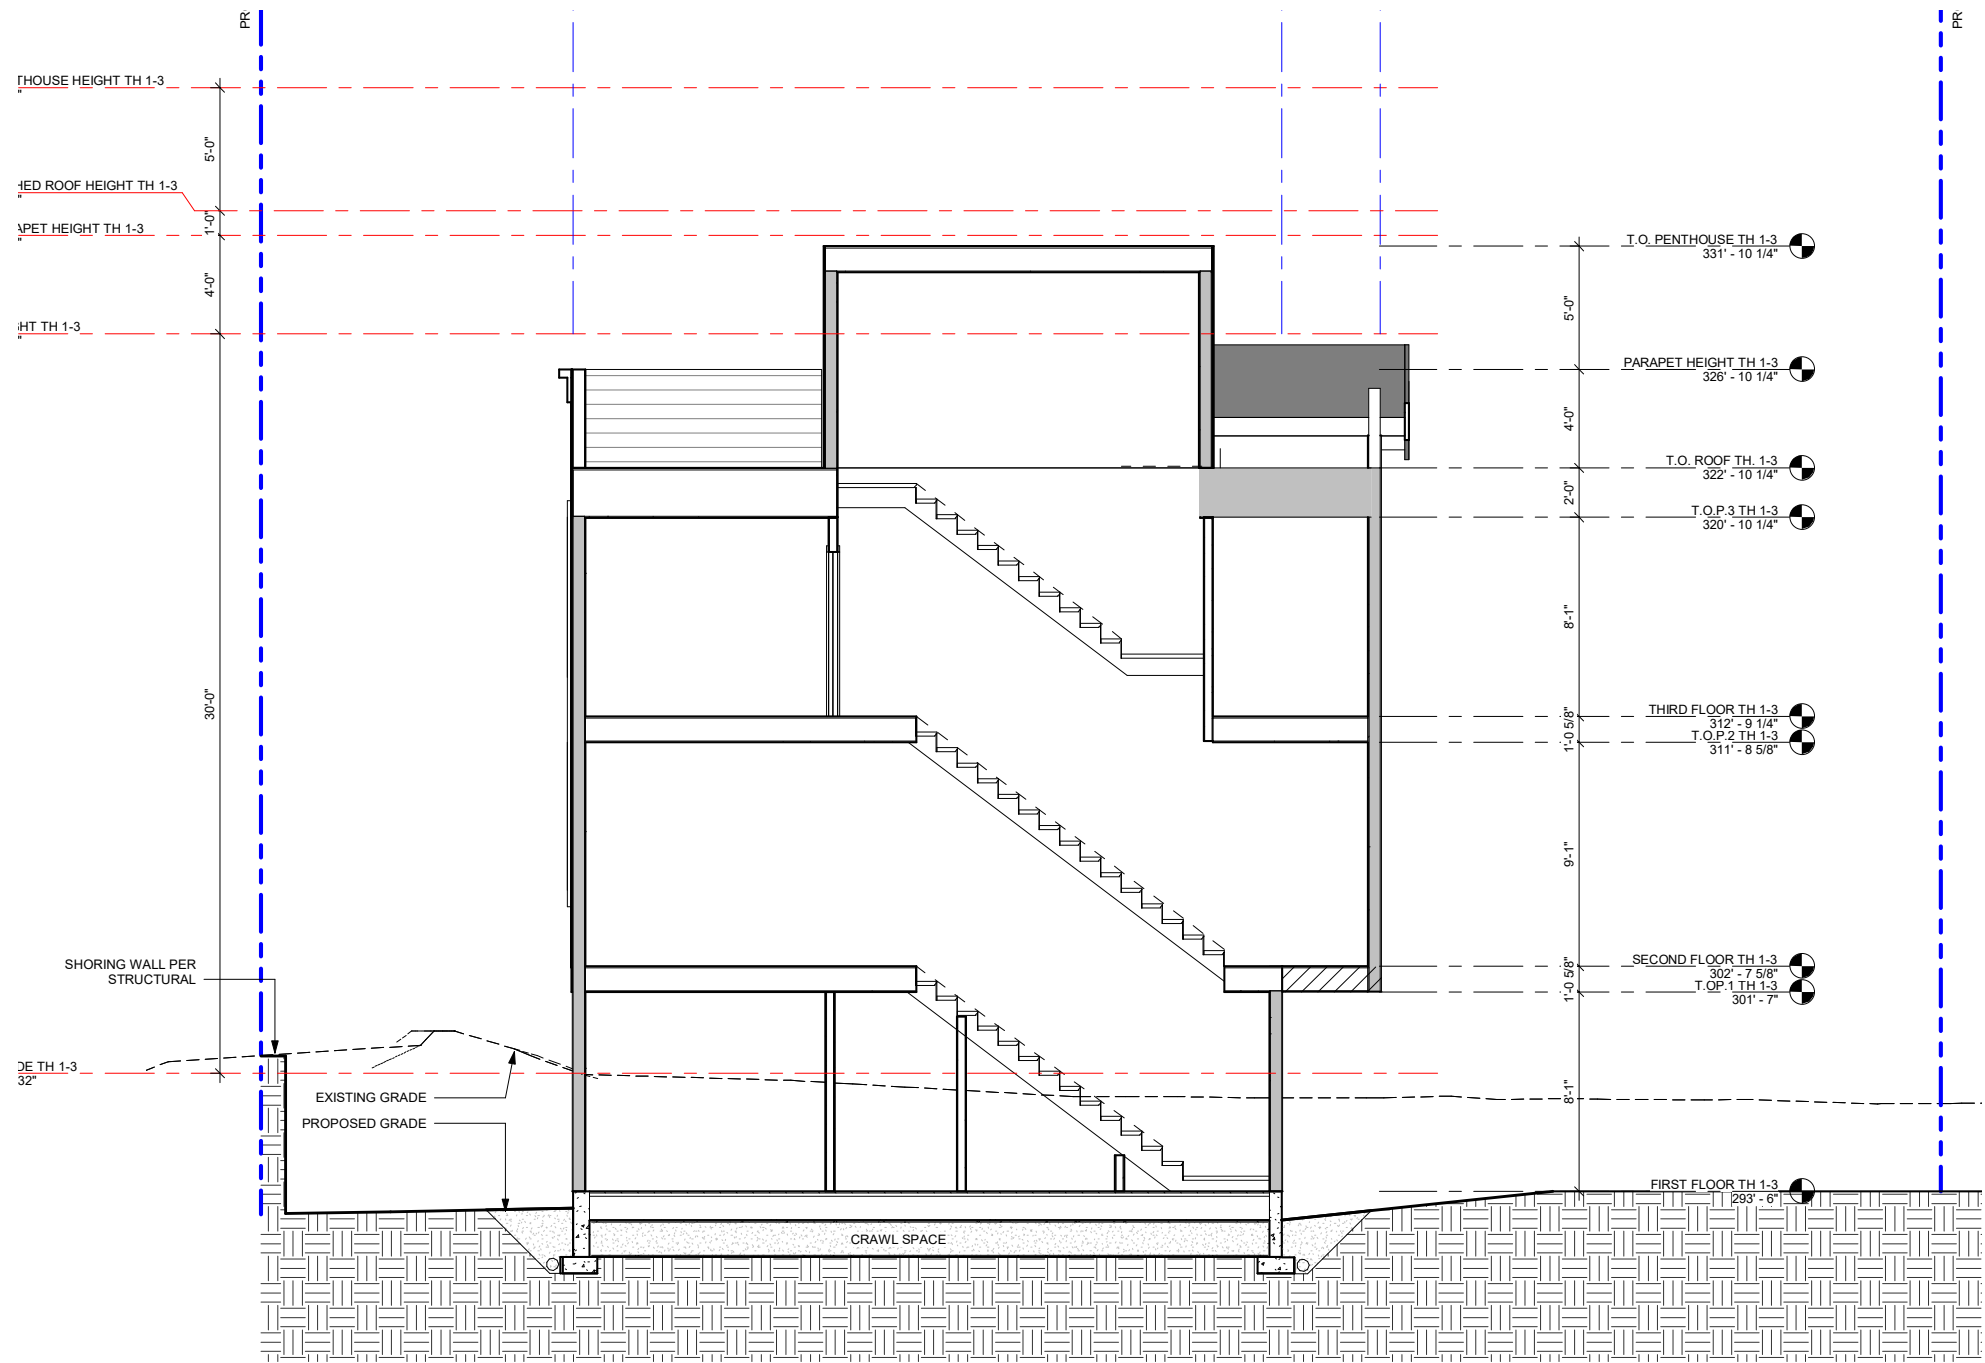 PR
PR
THOUSE HEIGHT TH 1-3
"
5'-0"
HED ROOF HEIGHT TH 1-3
"
1'-0"
APET HEIGHT TH 1-3
"
4'-0"
GHT TH 1-3
"
30'-0"
SHORING WALL PER
STRUCTURAL
DE TH 1-3
32"
EXISTING GRADE
PROPOSED GRADE
CRAWL SPACE
T.O. PENTHOUSE TH 1-3
331' - 10 1/4"
5'-0"
PARAPET HEIGHT TH 1-3
326' - 10 1/4"
4'-0"
T.O. ROOF TH. 1-3
322' - 10 1/4"
2'-0"
T.O.P.3 TH 1-3
320' - 10 1/4"
8'-1"
THIRD FLOOR TH 1-3
312' - 9 1/4"
1'-0 5/8"
T.O.P.2 TH 1-3
311' - 8 5/8"
9'-1"
SECOND FLOOR TH 1-3
302' - 7 5/8"
1'-0 5/8"
T.OP.1 TH 1-3
301' - 7"
8'-1"
FIRST FLOOR TH 1-3
293' - 6"